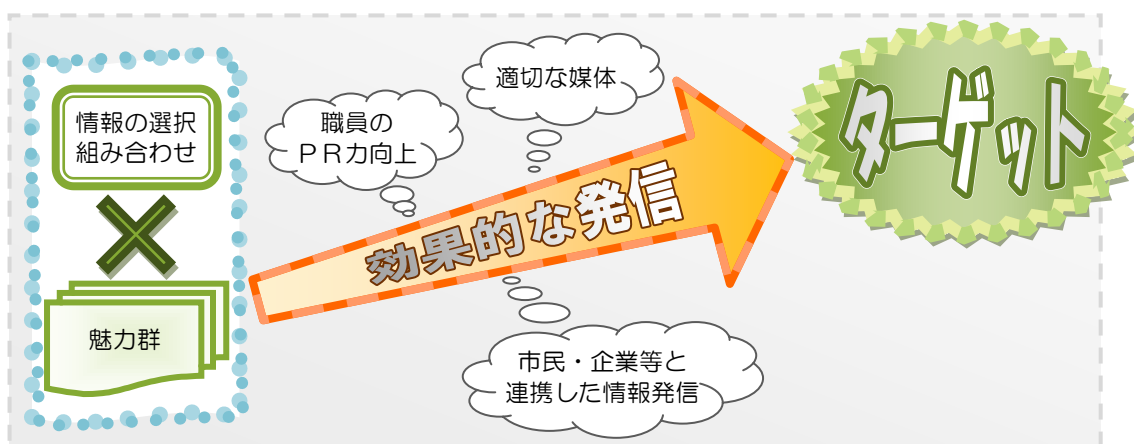 情報の選択
組み合わせ
魅力群
職員の
ＰＲ力向上
適切な媒体
効果的な発信
市民・企業等と
連携した情報発信
ターゲット